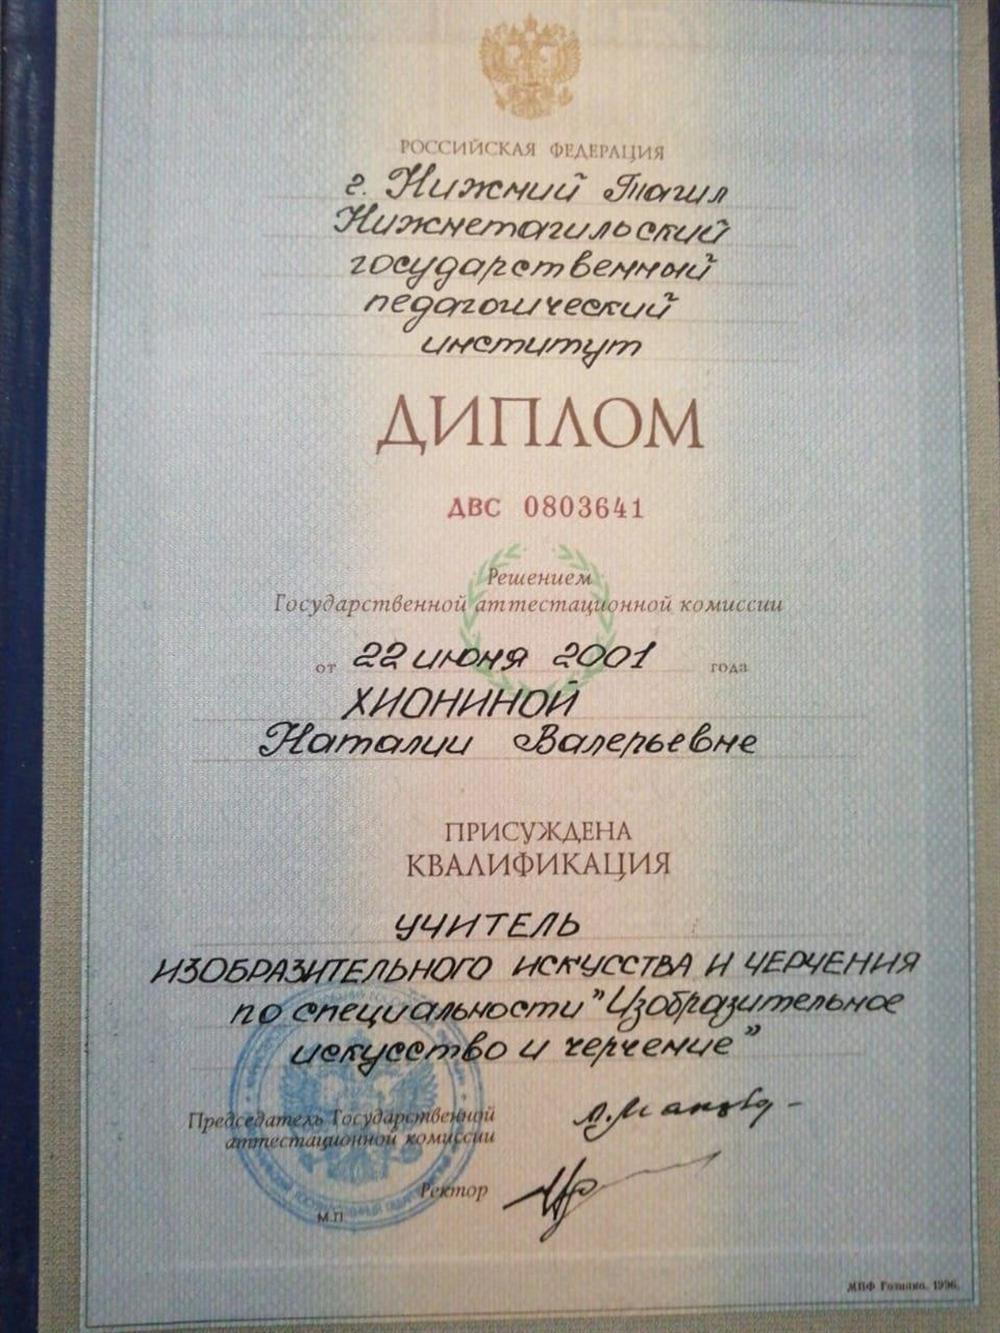 РОССИЙСКАЯ ФЕДЕРАЦИЯ
г. Нижний Тагил
Нижнетагильский
государственный
педагогический
институт
ДИПЛОМ
ДВС 0803641
Решением
Государственной аттестационной комиссии
от 22 июня 2001 года
ХИОНИНОЙ
Наталии Валерьевне
ПРИСУЖДЕНА
КВАЛИФИКАЦИЯ
УЧИТЕЛЬ
ИЗОБРАЗИТЕЛЬНОГО ИСКУССТВА И ЧЕРЧЕНИЯ
по специальности "Изобразительное
искусство и черчение"
Председатель Государственной
аттестационной комиссии
Ректор
М.П.
МПФ Гознака. 1996.